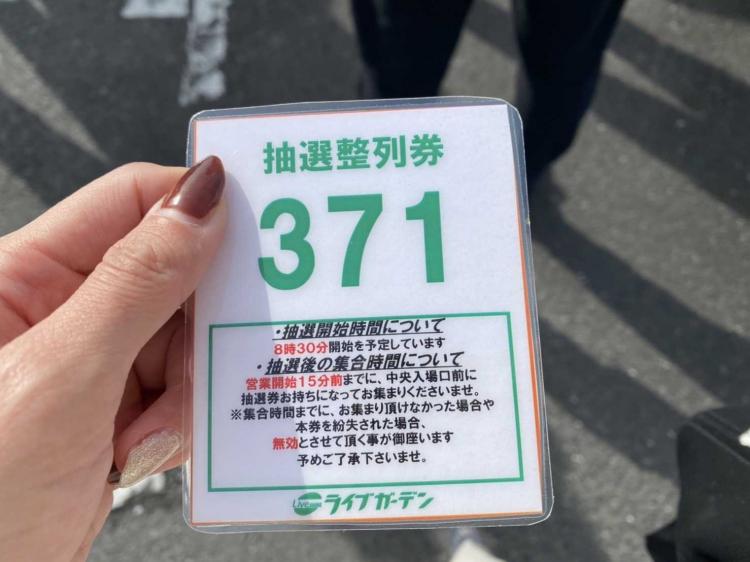 抽選整列券
371
・抽選開始時間について
8時30分開始を予定しています
・抽選後の集合時間について
営業開始15分前までに、中央入場口前に
抽選券お持ちになってお集まりくださいませ。
※集合時間までに、お集まり頂けなかった場合や
本券を紛失された場合、
無効とさせて頂く事が御座います
予めご了承下さいませ。
ライブガーデン